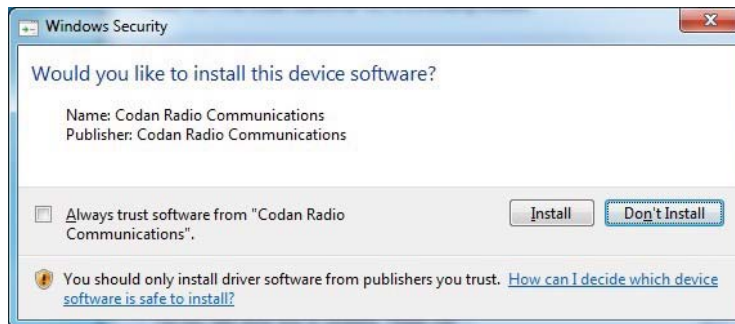 Windows Security
Would you like to install this device software?
Name: Codan Radio Communications
Publisher: Codan Radio Communications
Always trust software from "Codan Radio
Communications".
Install
Don't Install
You should only install driver software from publishers you trust. How can I decide which device
software is safe to install?